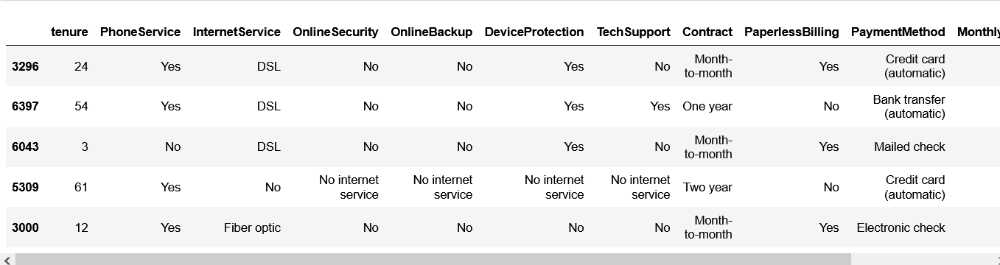 tenure PhoneService InternetService OnlineSecurity OnlineBackup DeviceProtection TechSupport Contract PaperlessBilling PaymentMethod Monthly
3296 24 Yes DSL No No Yes No Month-to-month Yes Credit card (automatic)
6397 54 Yes DSL No No Yes Yes One year No Bank transfer (automatic)
6043 3 No DSL No No Yes No Month-to-month Yes Mailed check
5309 61 Yes No No internet service No internet service No internet service No internet service Two year No Credit card (automatic)
3000 12 Yes Fiber optic No No No No Month-to-month Yes Electronic check